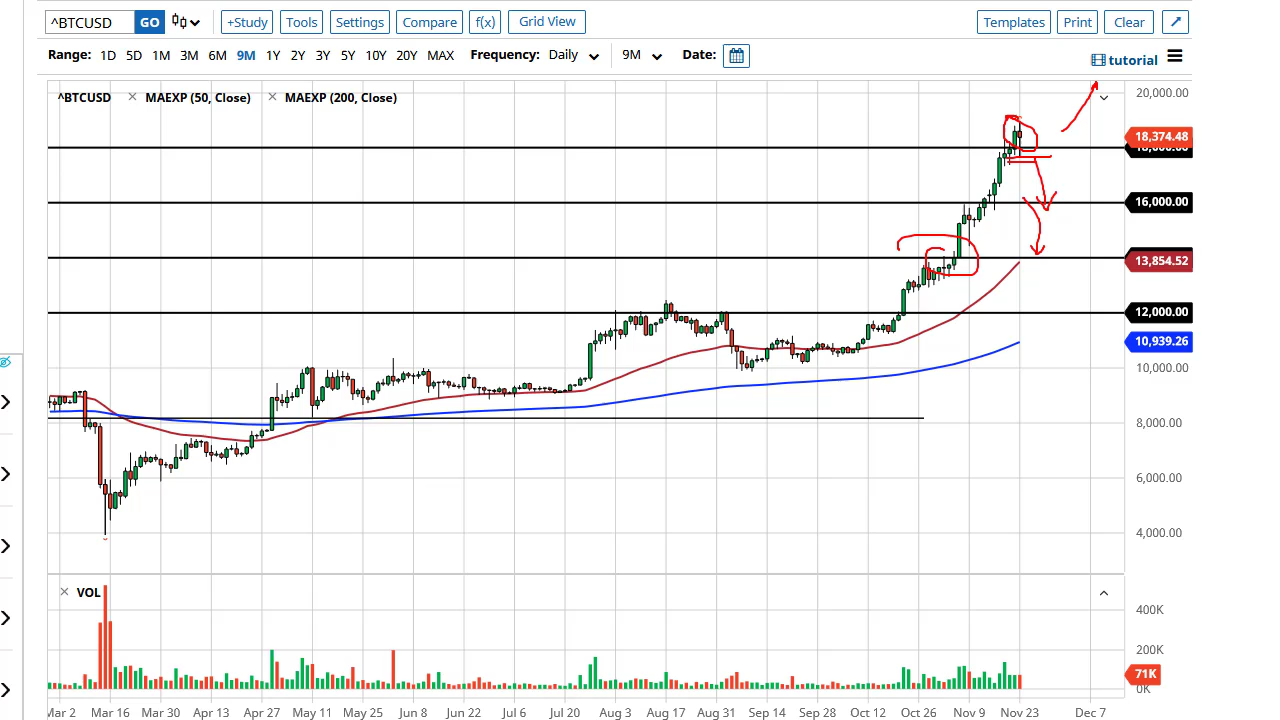 ^BTCUSD GO +Study Tools Settings Compare f(x) Grid View Templates Print Clear
Range: 1D 5D 1M 3M 6M 9M 1Y 2Y 3Y 5Y 10Y 20Y MAX Frequency: Daily 9M Date: tutorial
^BTCUSD MAEXP (50, Close) MAEXP (200, Close)
20,000.00
18,374.48
18,000.00
16,000.00
13,854.52
12,000.00
10,939.26
10,000.00
8,000.00
6,000.00
4,000.00
VOL
400K
200K
71K
0K
Mar 2 Mar 16 Mar 30 Apr 13 Apr 27 May 11 May 25 Jun 8 Jun 22 Jul 6 Jul 20 Aug 3 Aug 17 Aug 31 Sep 14 Sep 28 Oct 12 Oct 26 Nov 9 Nov 23 Dec 7